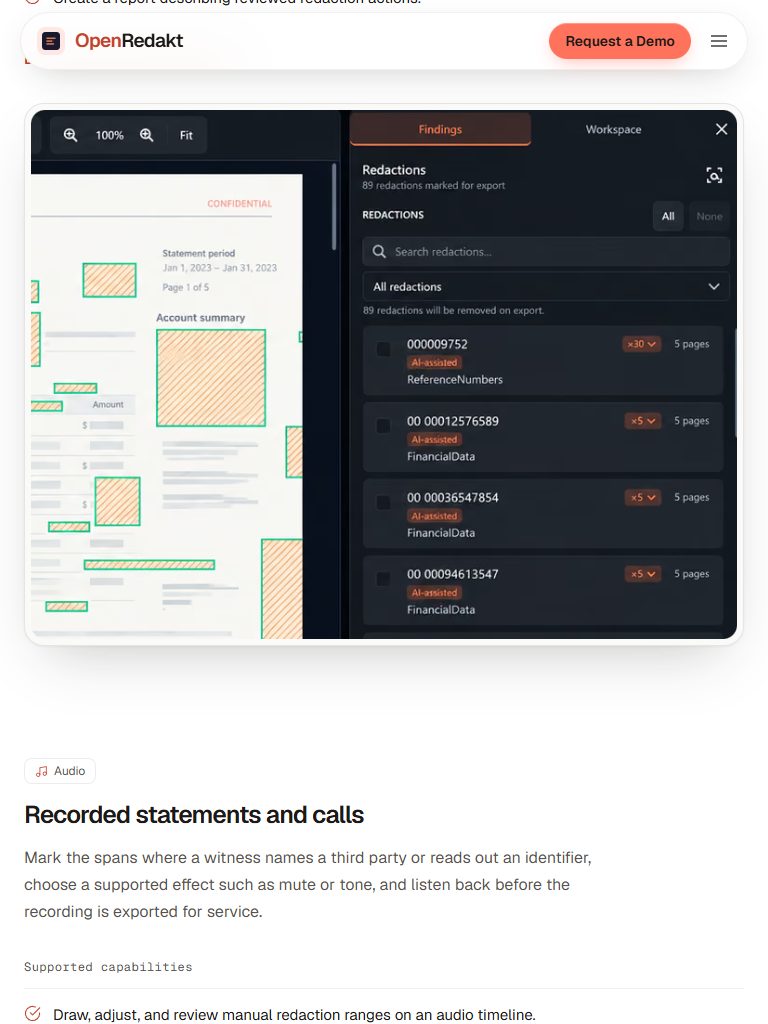 Create a report describing reviewed redaction actions.
OpenRedakt
Request a Demo
100%
Fit
Findings
Workspace
CONFIDENTIAL
Statement period
Jan 1, 2023 – Jan 31, 2023
Page 1 of 5
Account summary
Amount
$
$
$
Redactions
89 redactions marked for export
REDACTIONS
All
None
Search redactions...
All redactions
89 redactions will be removed on export.
000009752
×30
5 pages
AI-assisted
ReferenceNumbers
00 00012576589
×5
5 pages
AI-assisted
FinancialData
00 00036547854
×5
5 pages
AI-assisted
FinancialData
00 00094613547
×5
5 pages
AI-assisted
FinancialData
Audio
Recorded statements and calls
Mark the spans where a witness names a third party or reads out an identifier,
choose a supported effect such as mute or tone, and listen back before the
recording is exported for service.
Supported capabilities
Draw, adjust, and review manual redaction ranges on an audio timeline.